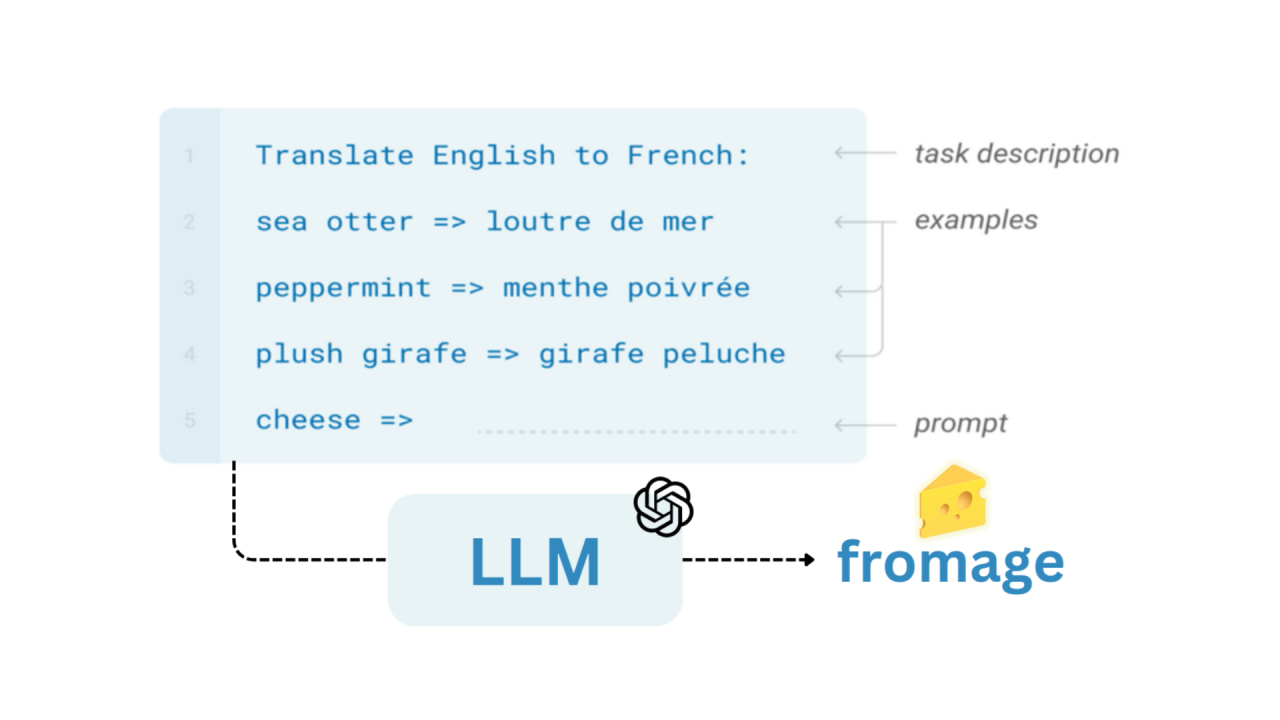 1 Translate English to French: task description
2 sea otter => loutre de mer examples
3 peppermint => menthe poivrée
4 plush girafe => girafe peluche
5 cheese => prompt
LLM
fromage